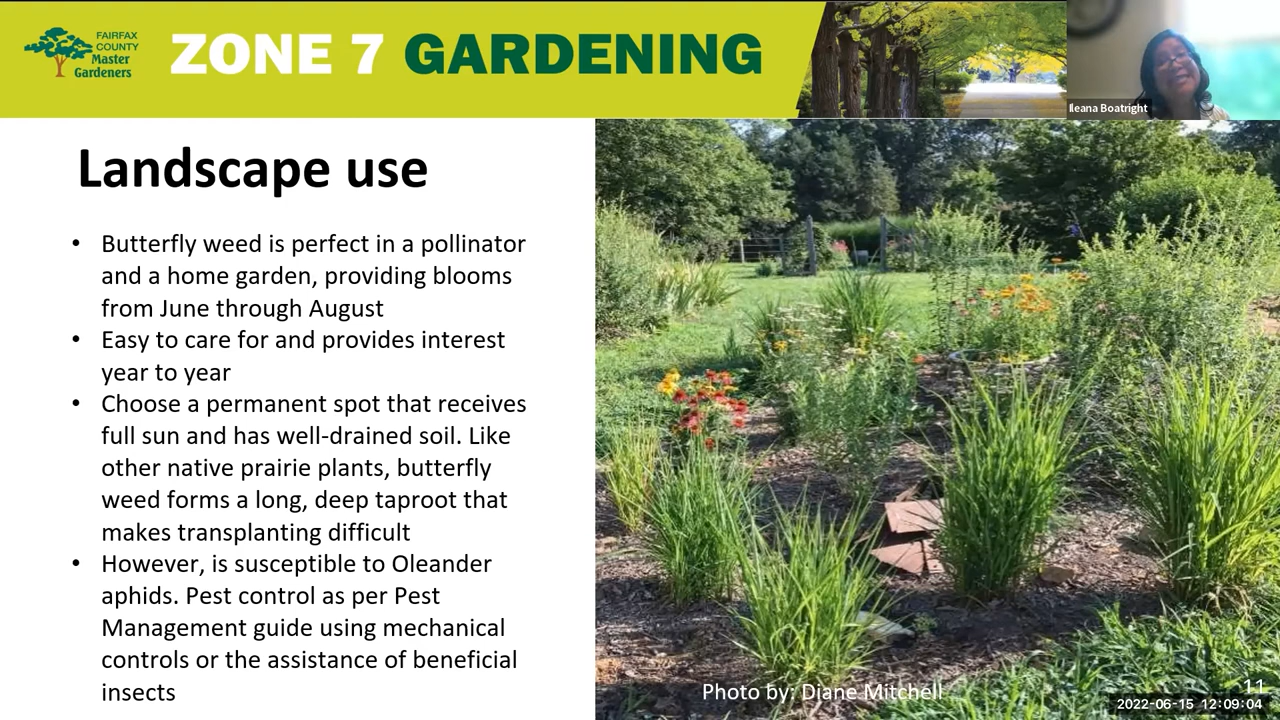 FAIRFAX
COUNTY
Master
Gardeners
ZONE 7 GARDENING
Ileana Boatright
Landscape use
• Butterfly weed is perfect in a pollinator
and a home garden, providing blooms
from June through August
• Easy to care for and provides interest
year to year
• Choose a permanent spot that receives
full sun and has well-drained soil. Like
other native prairie plants, butterfly
weed forms a long, deep taproot that
makes transplanting difficult
• However, is susceptible to Oleander
aphids. Pest control as per Pest
Management guide using mechanical
controls or the assistance of beneficial
insects
Photo by: Diane Mitchell
11
2022-06-15 12:09:04